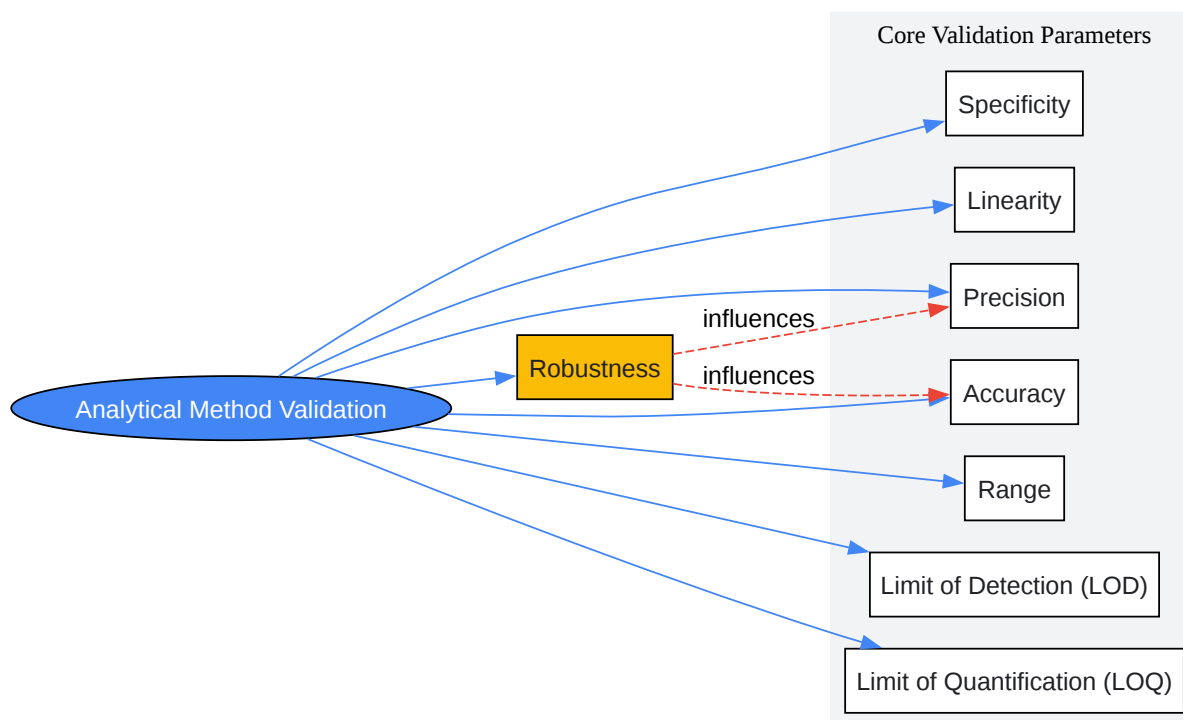 Core Validation Parameters
Specificity
Linearity
Precision
influences
Robustness
influences
Accuracy
Analytical Method Validation
Range
Limit of Detection (LOD)
Limit of Quantification (LOQ)